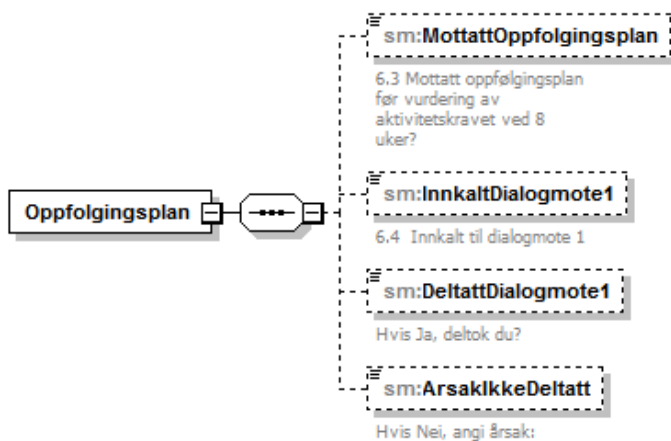 sm:MottattOppfolgingsplan
6.3 Mottatt oppfølgingsplan
før vurdering av
aktivitetskravet ved 8
uker?
Oppfolgingsplan
sm:InnkaltDialogmote1
6.4 Innkalt til dialogmote 1
sm:DeltattDialogmote1
Hvis Ja, deltok du?
sm:ArsakIkkeDeltatt
Hvis Nei, angi årsak: